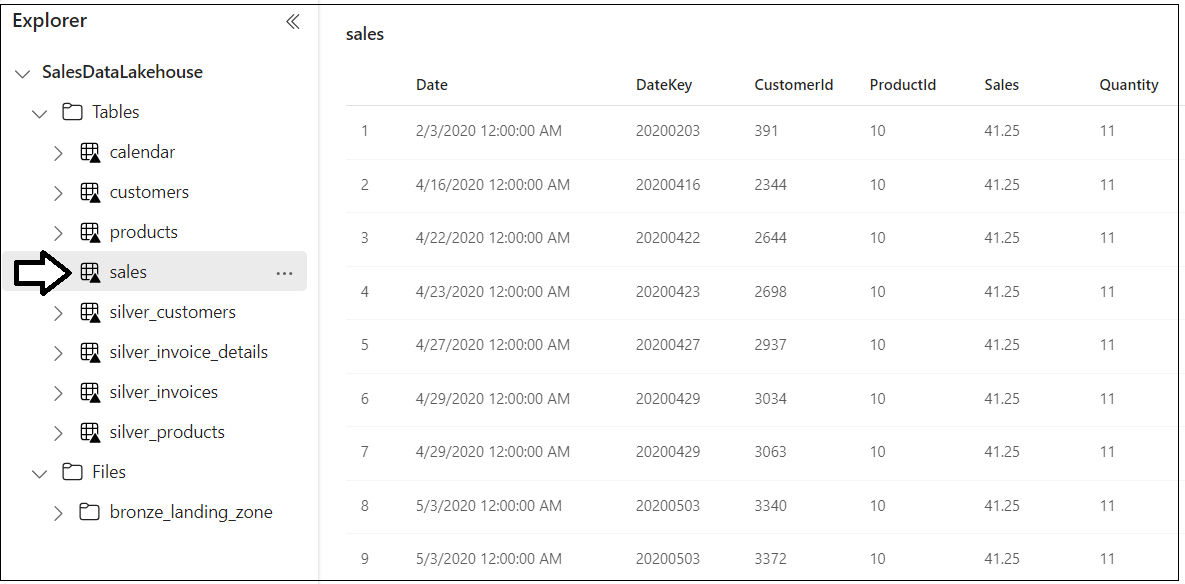 Explorer
SalesDataLakehouse
Tables
calendar
customers
products
sales
silver_customers
silver_invoice_details
silver_invoices
silver_products
Files
bronze_landing_zone
sales
Date DateKey CustomerId ProductId Sales Quantity
1 2/3/2020 12:00:00 AM 20200203 391 10 41.25 11
2 4/16/2020 12:00:00 AM 20200416 2344 10 41.25 11
3 4/22/2020 12:00:00 AM 20200422 2644 10 41.25 11
4 4/23/2020 12:00:00 AM 20200423 2698 10 41.25 11
5 4/27/2020 12:00:00 AM 20200427 2937 10 41.25 11
6 4/29/2020 12:00:00 AM 20200429 3034 10 41.25 11
7 4/29/2020 12:00:00 AM 20200429 3063 10 41.25 11
8 5/3/2020 12:00:00 AM 20200503 3340 10 41.25 11
9 5/3/2020 12:00:00 AM 20200503 3372 10 41.25 11